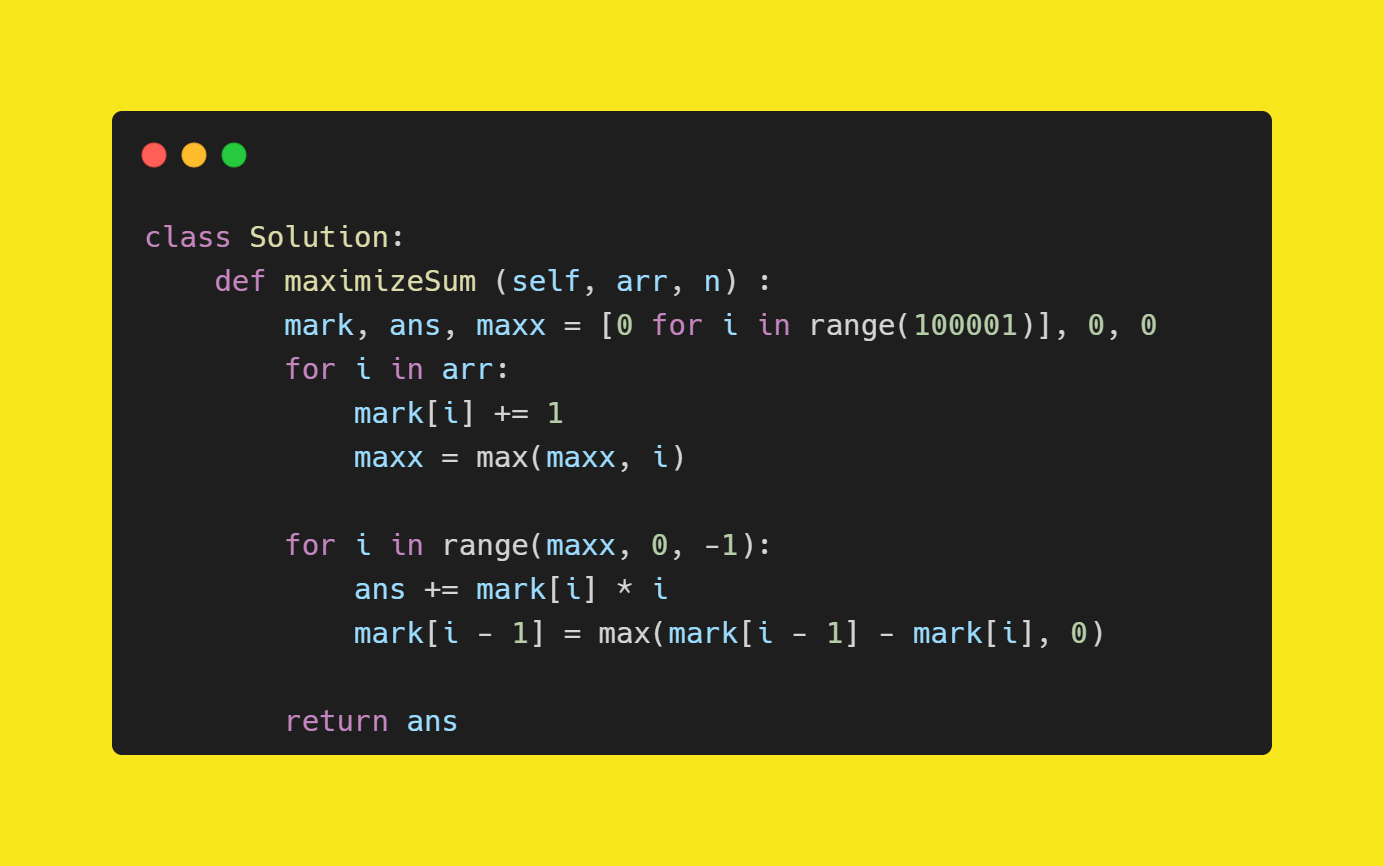 class Solution:
    def maximizeSum (self, arr, n) :
        mark, ans, maxx = [0 for i in range(100001)], 0, 0
        for i in arr:
            mark[i] += 1
            maxx = max(maxx, i)

        for i in range(maxx, 0, -1):
            ans += mark[i] * i
            mark[i - 1] = max(mark[i - 1] - mark[i], 0)

        return ans